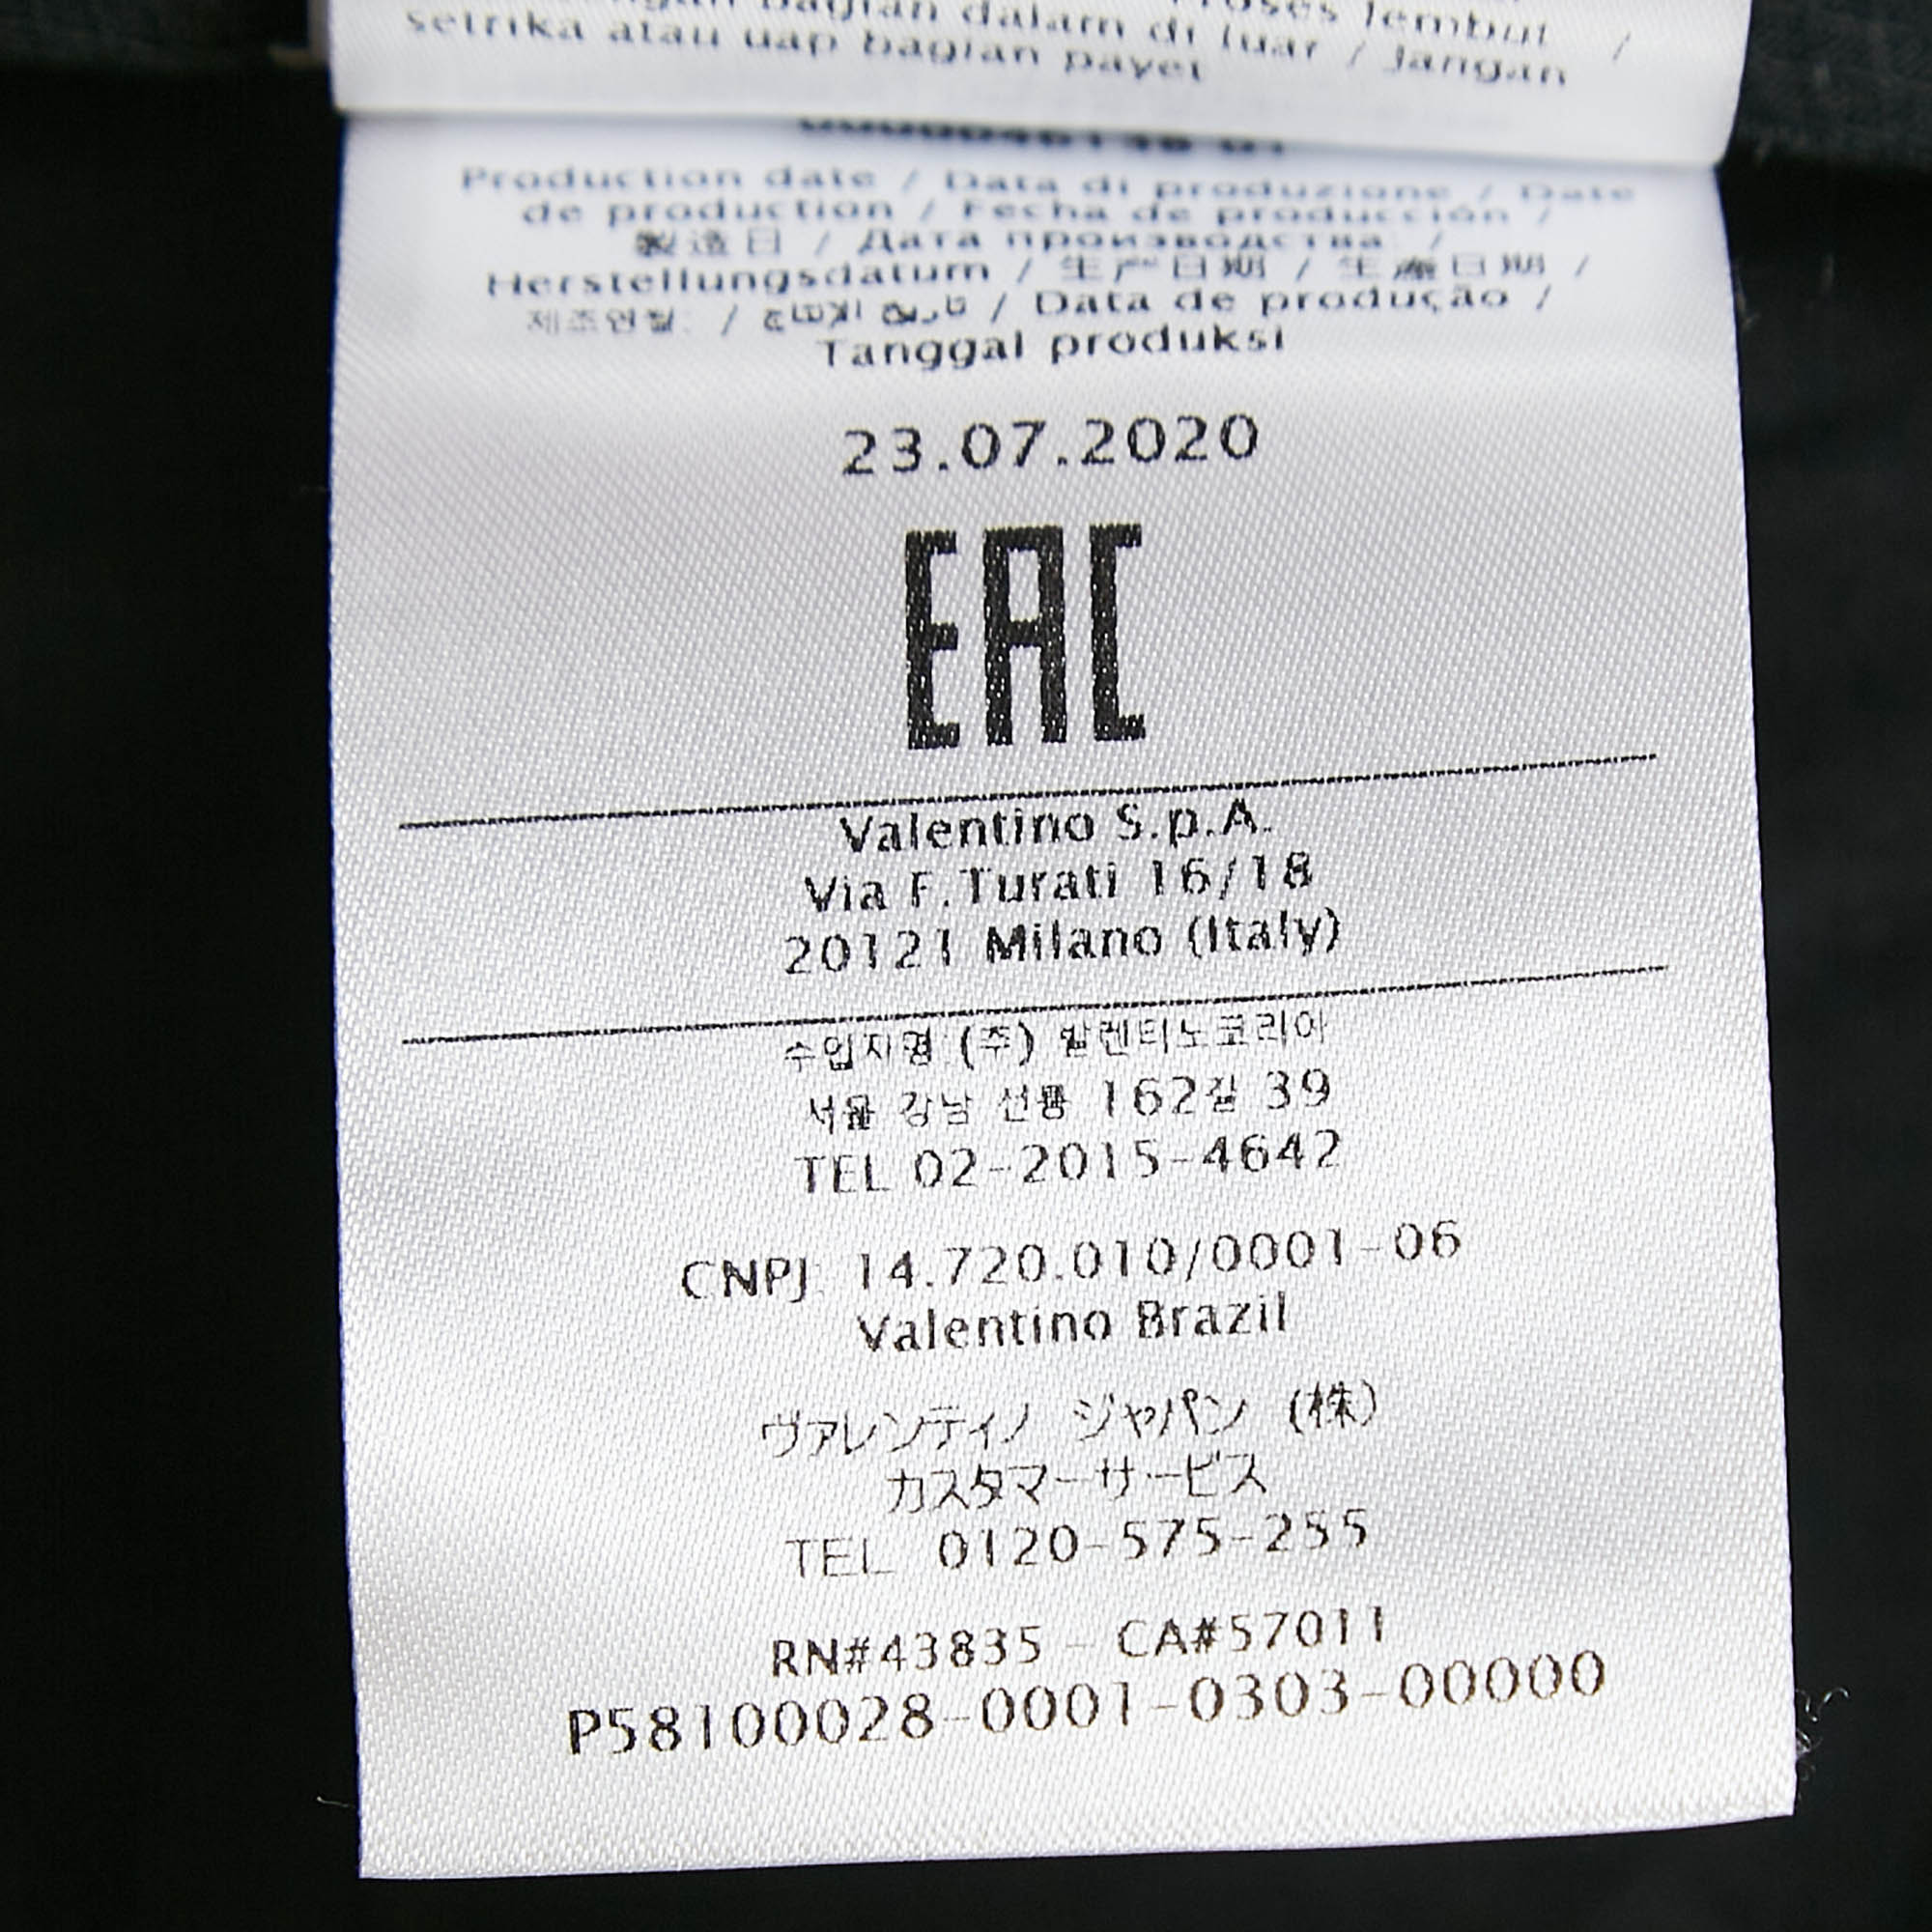 bagian dalam di luar / Jangan
setrika atau uap bagian payet
Production date / Data di produzione / Date
de production / Fecha de producción /
製造日 / Дата производства: /
Herstellungsdatum / 生产日期 / 生產日期 /
제조연월: / تاريخ الإنتاج / Data de produção /
Tanggal produksi
23.07.2020
EAC
Valentino S.p.A.
Via F.Turati 16/18
20121 Milano (Italy)
수입자명:(주) 발렌티노코리아
서울 강남 선릉 162길 39
TEL 02-2015-4642
CNPJ: 14.720.010/0001-06
Valentino Brazil
ヴァレンティノ ジャパン (株)
カスタマーサービス
TEL 0120-575-255
RN#43835 - CA#57011
P58100028-0001-0303-00000